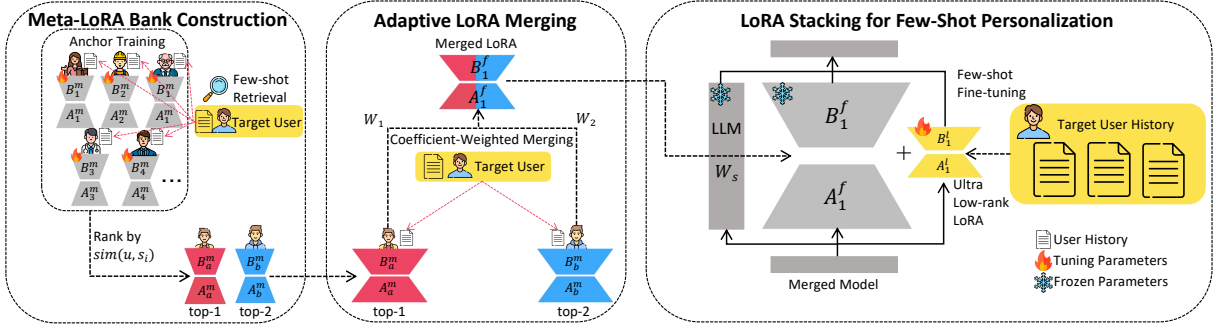 Meta-LoRA Bank Construction
Anchor Training
B_1^m
B_2^m
B_1^m
A_1^m
A_2^m
A_1^m
Few-shot
Retrieval
Target User
B_3^m
B_4^m
A_3^m
A_4^m
...
Rank by
sim(u, s_i)
B_a^m
B_b^m
A_a^m
A_b^m
top-1
top-2
Adaptive LoRA Merging
Merged LoRA
B_1^f
A_1^f
W_1
W_2
Coefficient-Weighted Merging
Target User
B_a^m
B_b^m
A_a^m
A_b^m
top-1
top-2
LoRA Stacking for Few-Shot Personalization
LLM
W_s
B_1^f
A_1^f
+
B_1^l
A_1^l
Few-shot
Fine-tuning
Ultra
Low-rank
LoRA
Target User History
Merged Model
User History
Tuning Parameters
Frozen Parameters